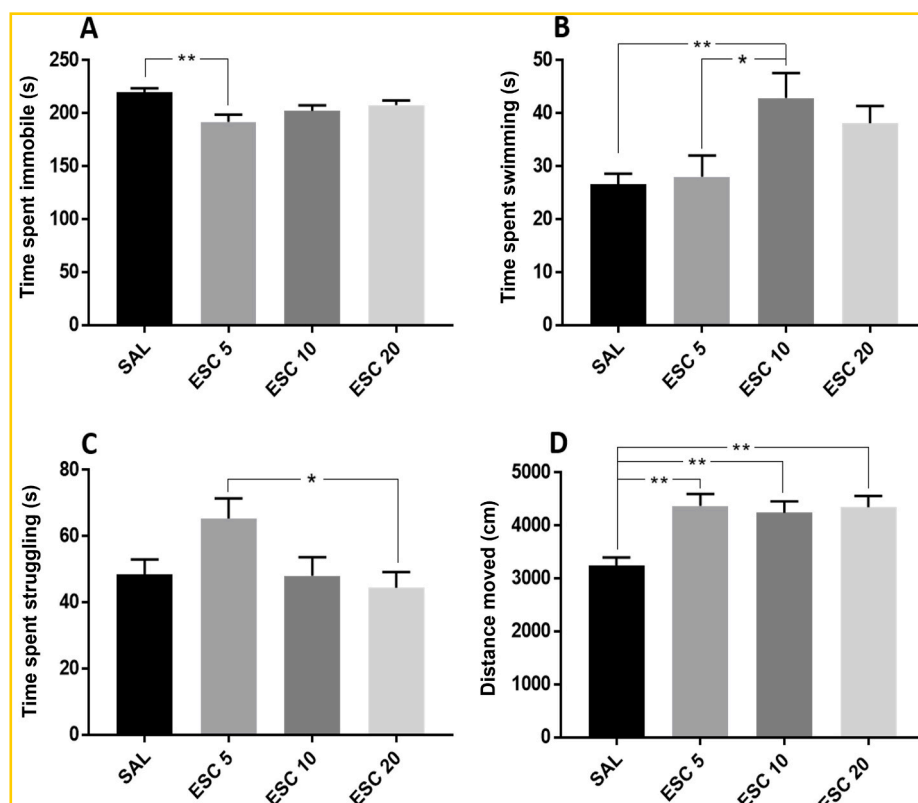 A
Time spent immobile (s)
250
200
150
100
50
0
**
SAL
ESC 5
ESC 10
ESC 20
B
Time spent swimming (s)
50
40
30
20
10
0
**
*
SAL
ESC 5
ESC 10
ESC 20
C
Time spent struggling (s)
80
60
40
20
0
*
SAL
ESC 5
ESC 10
ESC 20
D
Distance moved (cm)
5000
4000
3000
2000
1000
0
**
**
**
SAL
ESC 5
ESC 10
ESC 20